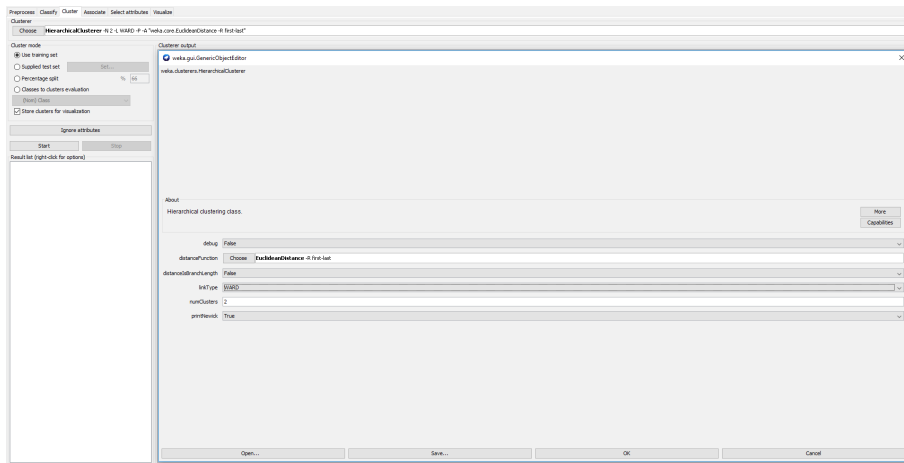 Preprocess Classify Cluster Associate Select attributes Visualize
Clusterer
Choose HierarchicalClusterer -N 2 -L WARD -P -A "weka.core.EuclideanDistance -R first-last"
Cluster mode
Use training set
Supplied test set Set...
Percentage split % 66
Classes to clusters evaluation
(Nom) Class
Store clusters for visualization
Ignore attributes
Start Stop
Result list (right-click for options)
Clusterer output
weka.gui.GenericObjectEditor
weka.clusterers.HierarchicalClusterer
About
Hierarchical clustering class.
More
Capabilities
debug False
distanceFunction Choose EuclideanDistance -R first-last
distanceIsBranchLength False
linkType WARD
numClusters 2
printNewick True
Open... Save... OK Cancel